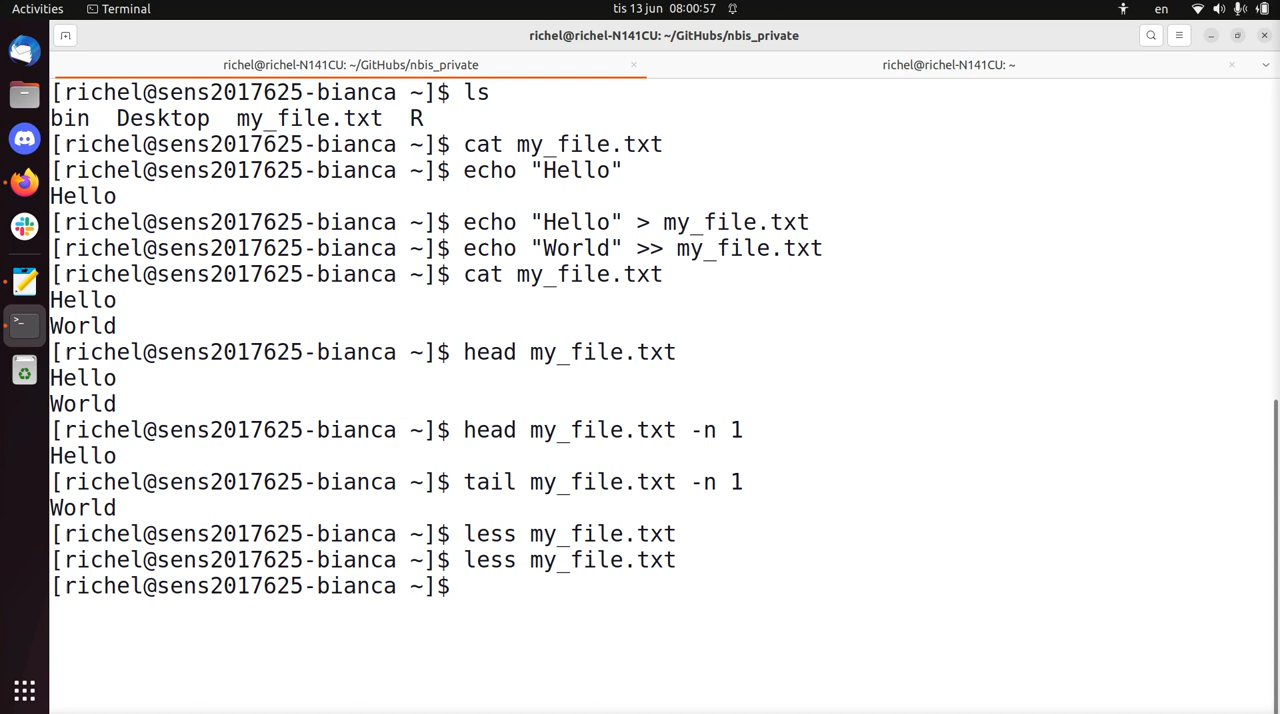 Activities Terminal tis 13 jun 08:00:57 en
richel@richel-N141CU: ~/GitHubs/nbis_private
richel@richel-N141CU: ~/GitHubs/nbis_private richel@richel-N141CU: ~
[richel@sens2017625-bianca ~]$ ls
bin  Desktop  my_file.txt  R
[richel@sens2017625-bianca ~]$ cat my_file.txt
[richel@sens2017625-bianca ~]$ echo "Hello"
Hello
[richel@sens2017625-bianca ~]$ echo "Hello" > my_file.txt
[richel@sens2017625-bianca ~]$ echo "World" >> my_file.txt
[richel@sens2017625-bianca ~]$ cat my_file.txt
Hello
World
[richel@sens2017625-bianca ~]$ head my_file.txt
Hello
World
[richel@sens2017625-bianca ~]$ head my_file.txt -n 1
Hello
[richel@sens2017625-bianca ~]$ tail my_file.txt -n 1
World
[richel@sens2017625-bianca ~]$ less my_file.txt
[richel@sens2017625-bianca ~]$ less my_file.txt
[richel@sens2017625-bianca ~]$